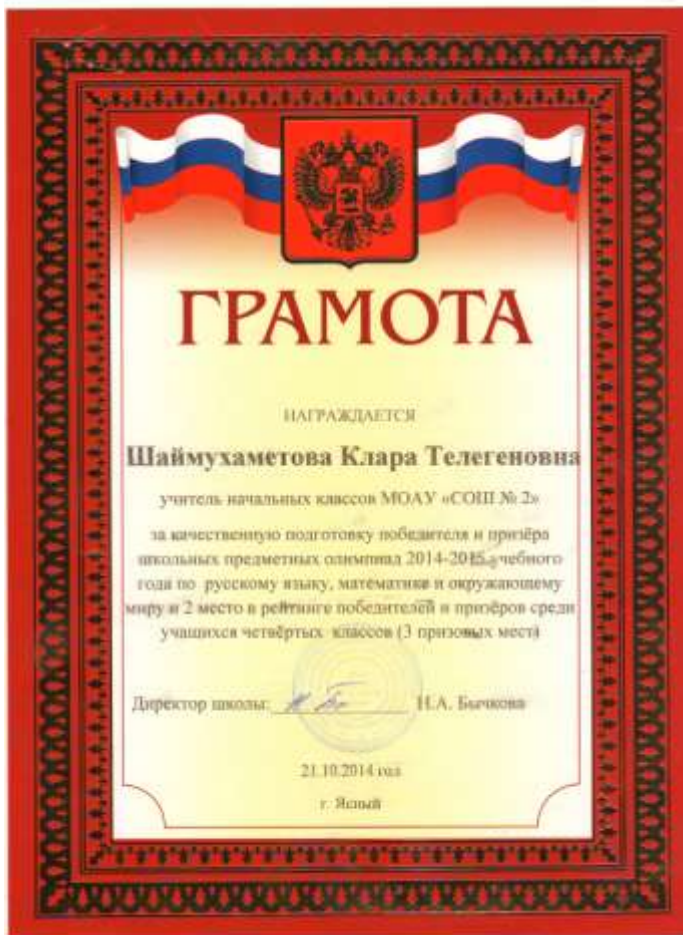 ГРАМОТА
НАГРАЖДАЕТСЯ
Шаймухаметова Клара Телегеновна
учитель начальных классов МОАУ «СОШ № 2»
за качественную подготовку победителя и призёра
школьных предметных олимпиад 2014-2015 учебного
года по русскому языку, математике и окружающему
миру и 2 место в рейтинге победителей и призёров среди
учащихся четвёртых классов (3 призовых мест)
Директор школы: Н.А. Бычкова
21.10.2014 год
г. Ясный